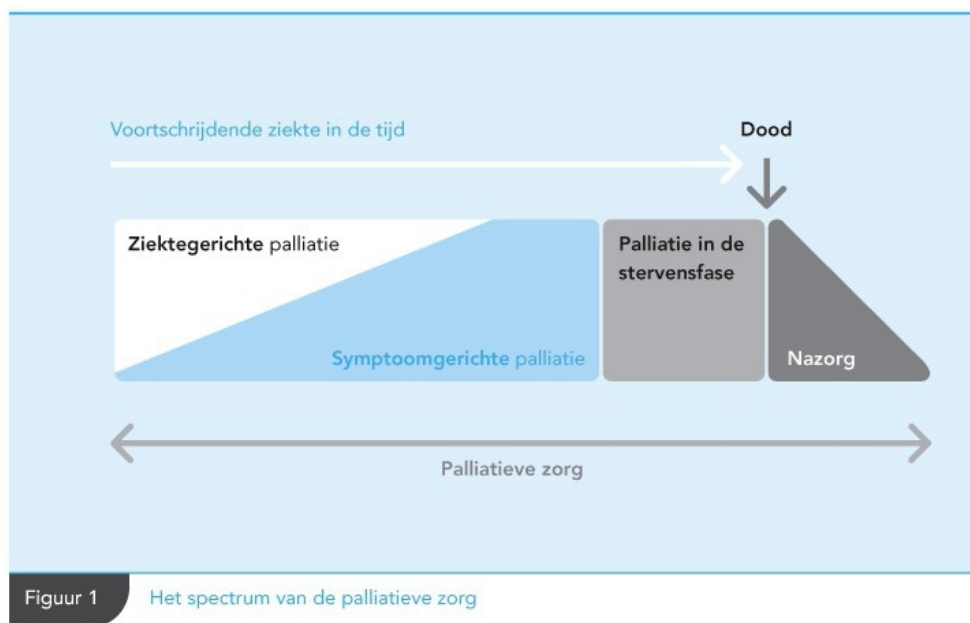 Voortschrijdende ziekte in de tijd
Dood
Ziektegerichte palliatie
Palliatie in de
stervensfase
Symptoomgerichte palliatie
Nazorg
Palliatieve zorg
Figuur 1
Het spectrum van de palliatieve zorg